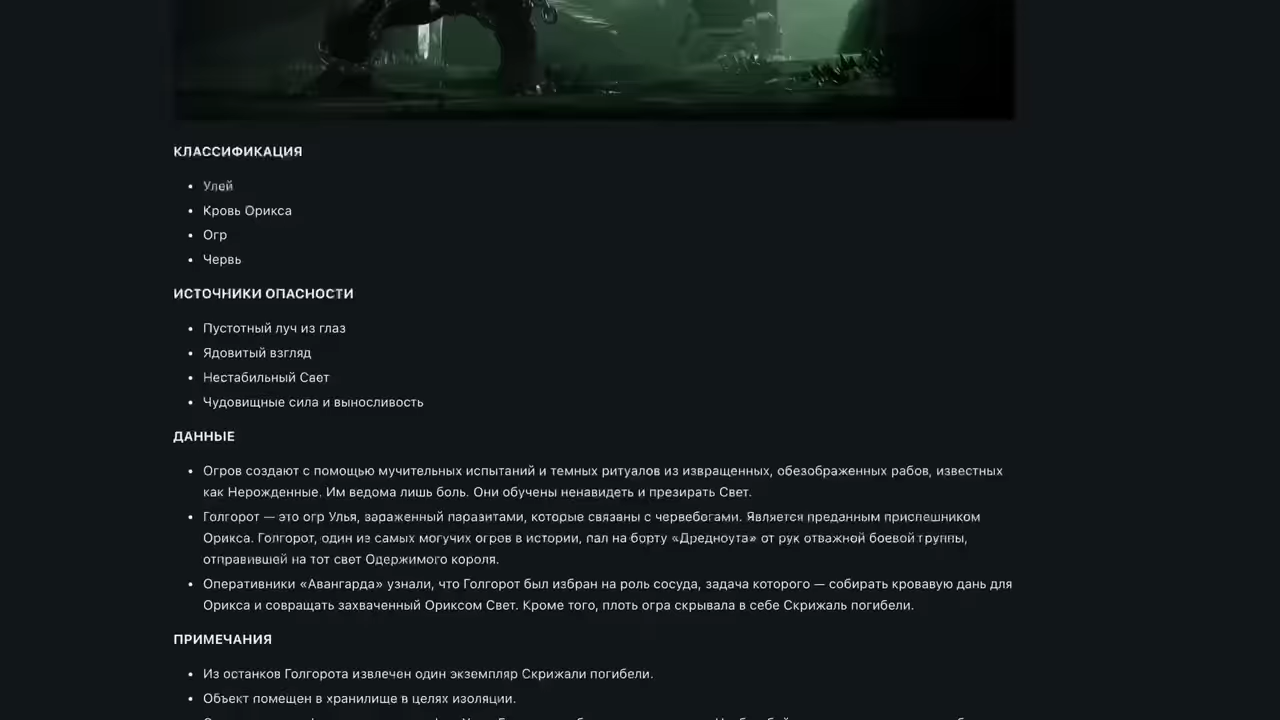 КЛАССИФИКАЦИЯ
• Улей
• Кровь Орикса
• Огр
• Червь
ИСТОЧНИКИ ОПАСНОСТИ
• Пустотный луч из глаз
• Ядовитый взгляд
• Нестабильный Свет
• Чудовищные сила и выносливость
ДАННЫЕ
• Огров создают с помощью мучительных испытаний и темных ритуалов из извращенных, обезображенных рабов, известных
как Нерожденные. Им ведома лишь боль. Они обучены ненавидеть и презирать Свет.
• Голгорот — это огр Улья, зараженный паразитами, которые связаны с червебогами. Является преданным приспешником
Орикса. Голгорот, один из самых могучих огров в истории, пал на борту «Дредноута» от рук отважной боевой группы,
отправившей на тот свет Одержимого короля.
• Оперативники «Авангарда» узнали, что Голгорот был избран на роль сосуда, задача которого — собирать кровавую дань для
Орикса и совращать захваченный Ориксом Свет. Кроме того, плоть огра скрывала в себе Скрижаль погибели.
ПРИМЕЧАНИЯ
• Из останков Голгорота извлечен один экземпляр Скрижали погибели.
• Объект помещен в хранилище в целях изоляции.